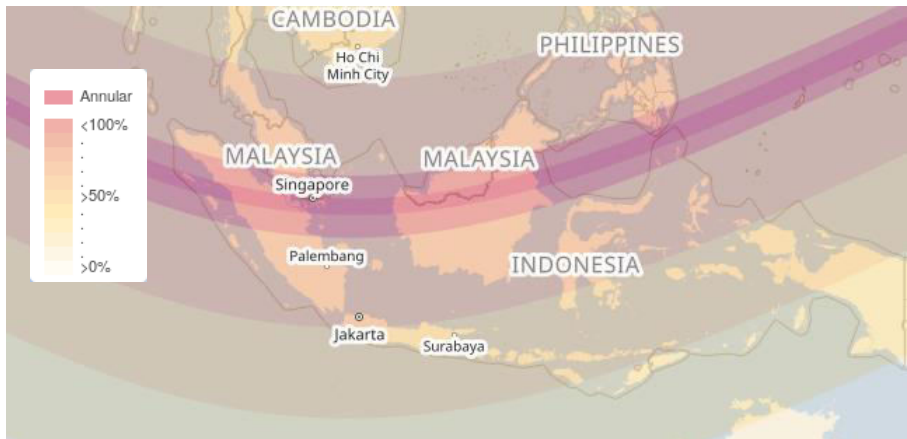 CAMBODIA
Ho Chi
Minh City
PHILIPPINES
Annular
<100%
.
.
>50%
.
.
>0%
MALAYSIA
MALAYSIA
Singapore
Palembang
INDONESIA
Jakarta
Surabaya